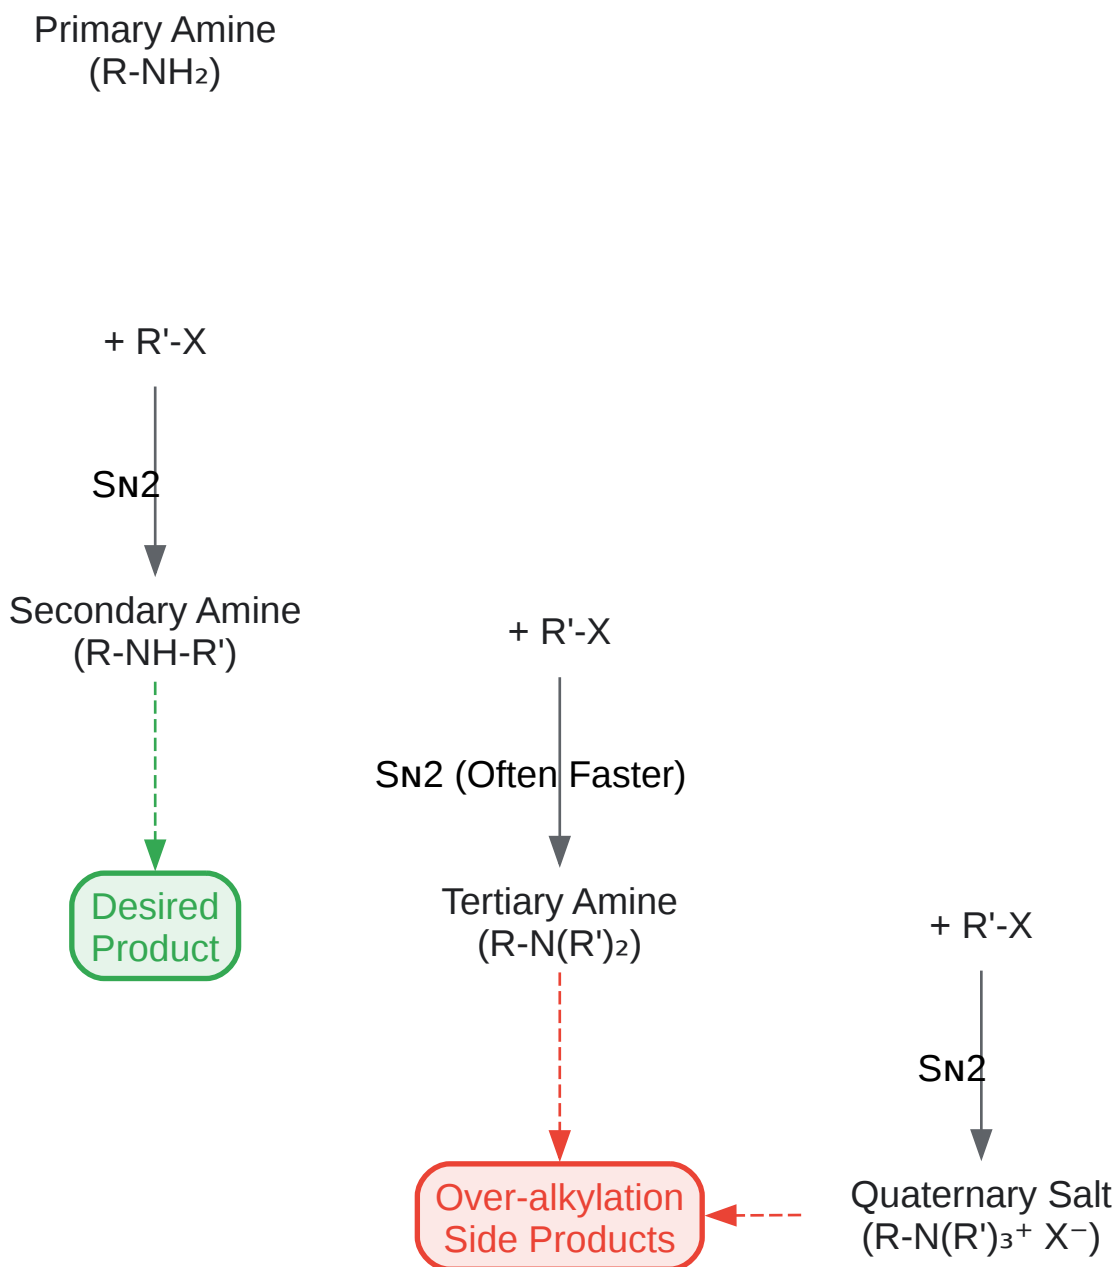 Primary Amine
(R-NH₂)
+ R'-X
Sɴ2
Secondary Amine
(R-NH-R')
Desired
Product
+ R'-X
Sɴ2 (Often Faster)
Tertiary Amine
(R-N(R')₂)
Over-alkylation
Side Products
+ R'-X
Sɴ2
Quaternary Salt
(R-N(R')₃⁺ X⁻)